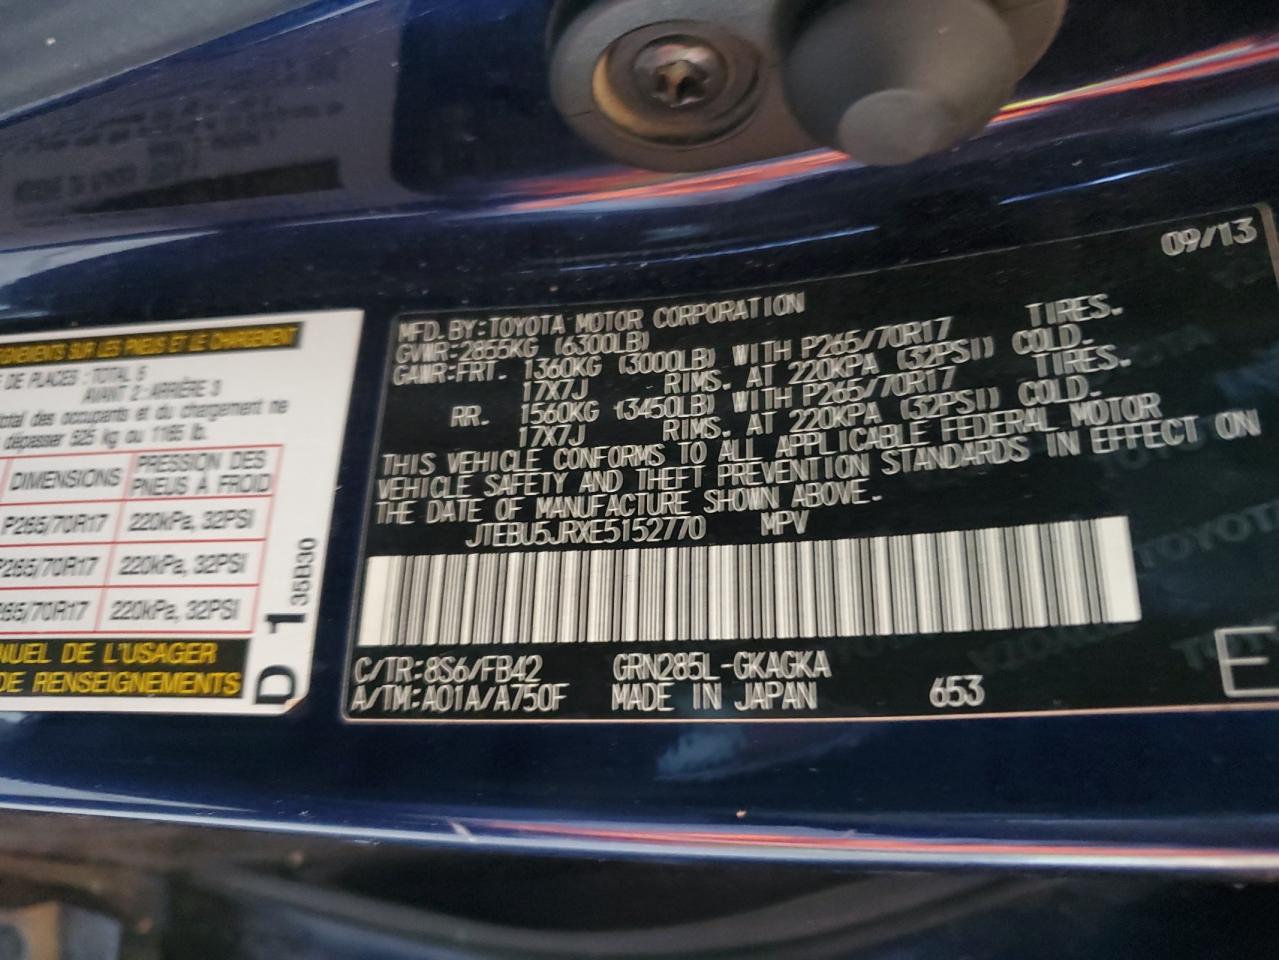 TOTAL 5
AVANT 2 : ARRIÈRE 3
total des occupants et du chargement ne
dépasser 625 kg ou 1165 lb.
DIMENSIONS PRESSION DES PNEUS À FROID
P265/70R17 220kPa, 32PSI
P265/70R17 220kPa, 32PSI
265/70R17 220kPa, 32PSI
DE L'USAGER
DE RENSEIGNEMENTS
D 1 35B30
09/13
MFD. BY: TOYOTA MOTOR CORPORATION
GVWR: 2855KG (6300LB)
GAWR: FRT. 1360KG (3000LB) WITH P265/70R17 TIRES.
17X7J RIMS. AT 220KPA (32PSI) COLD.
RR. 1560KG (3450LB) WITH P265/70R17 TIRES.
17X7J RIMS. AT 220KPA (32PSI) COLD.
THIS VEHICLE CONFORMS TO ALL APPLICABLE FEDERAL MOTOR
VEHICLE SAFETY AND THEFT PREVENTION STANDARDS IN EFFECT ON
THE DATE OF MANUFACTURE SHOWN ABOVE.
JTEBU5JRXE5152770 MPV
C/TR: 8S6/FB42 GRN285L-GKAGKA
A/TM: A01A/A750F MADE IN JAPAN 653
E